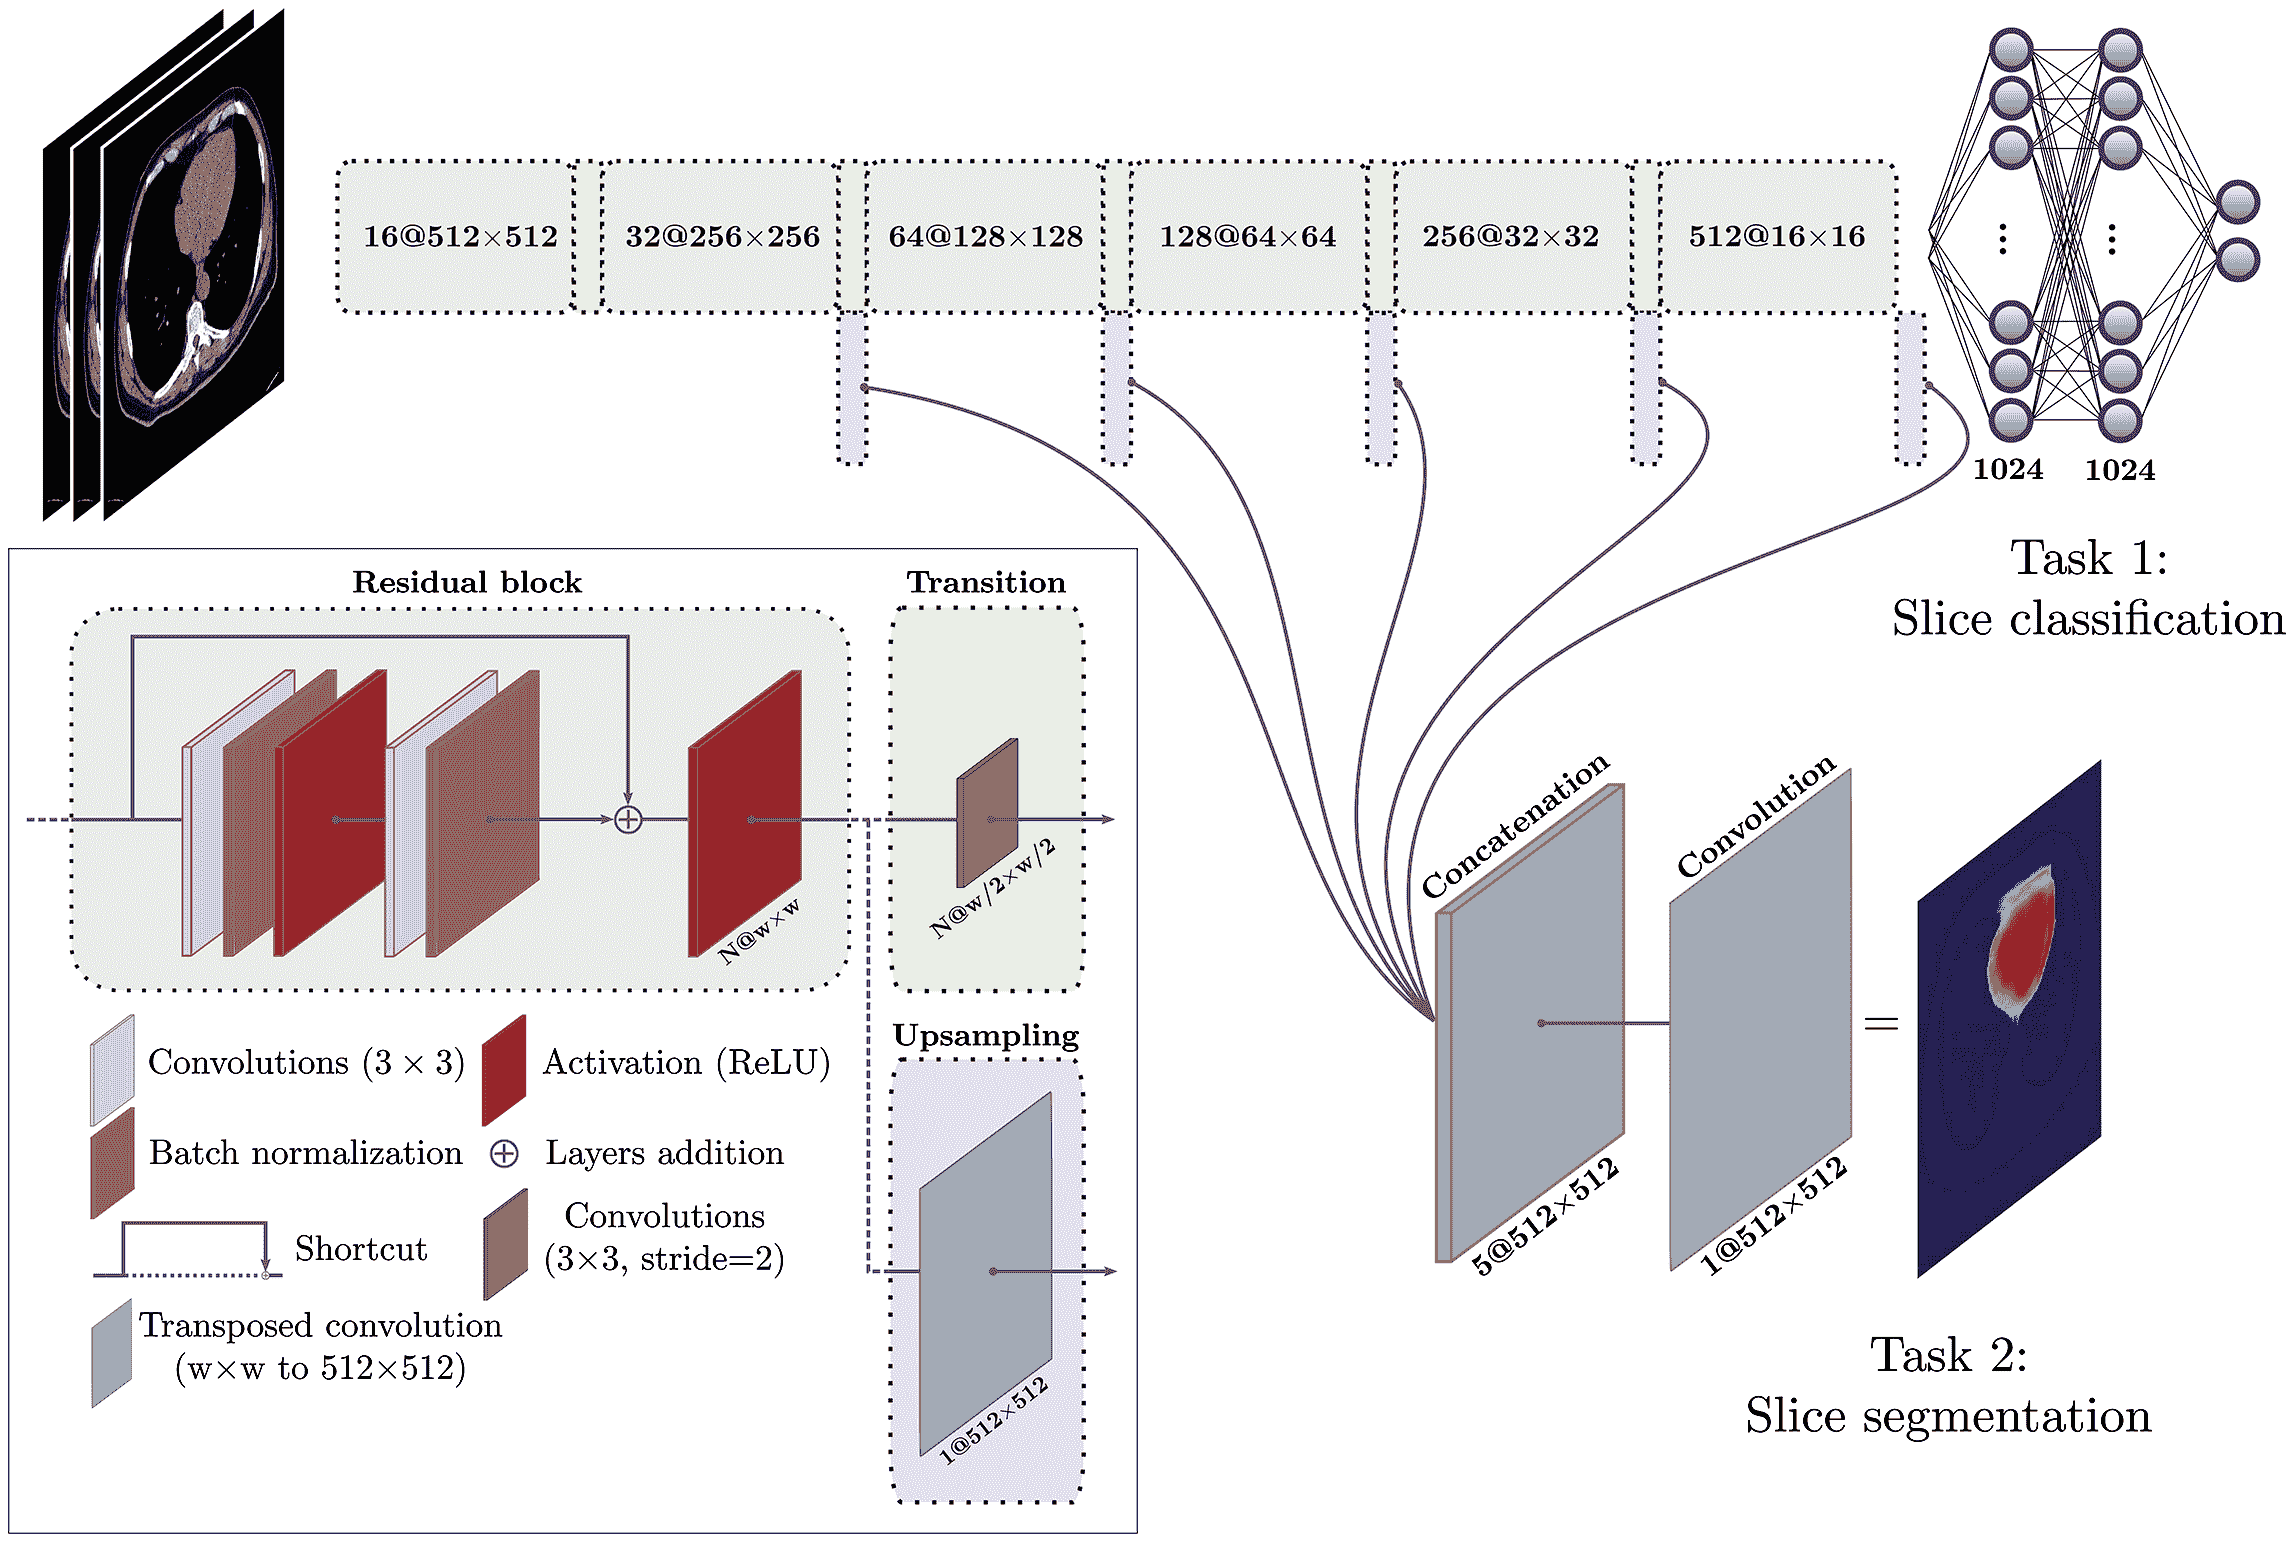 16@512×512
32@256×256
64@128×128
128@64×64
256@32×32
512@16×16
1024
1024
Task 1:
Slice classification
Residual block
Transition
N@w×w
N@w/2×w/2
Upsampling
1@512×512
Convolutions (3 × 3)
Activation (ReLU)
Batch normalization
Layers addition
Shortcut
Convolutions
(3×3, stride=2)
Transposed convolution
(w×w to 512×512)
Concatenation
Convolution
=
5@512×512
1@512×512
Task 2:
Slice segmentation